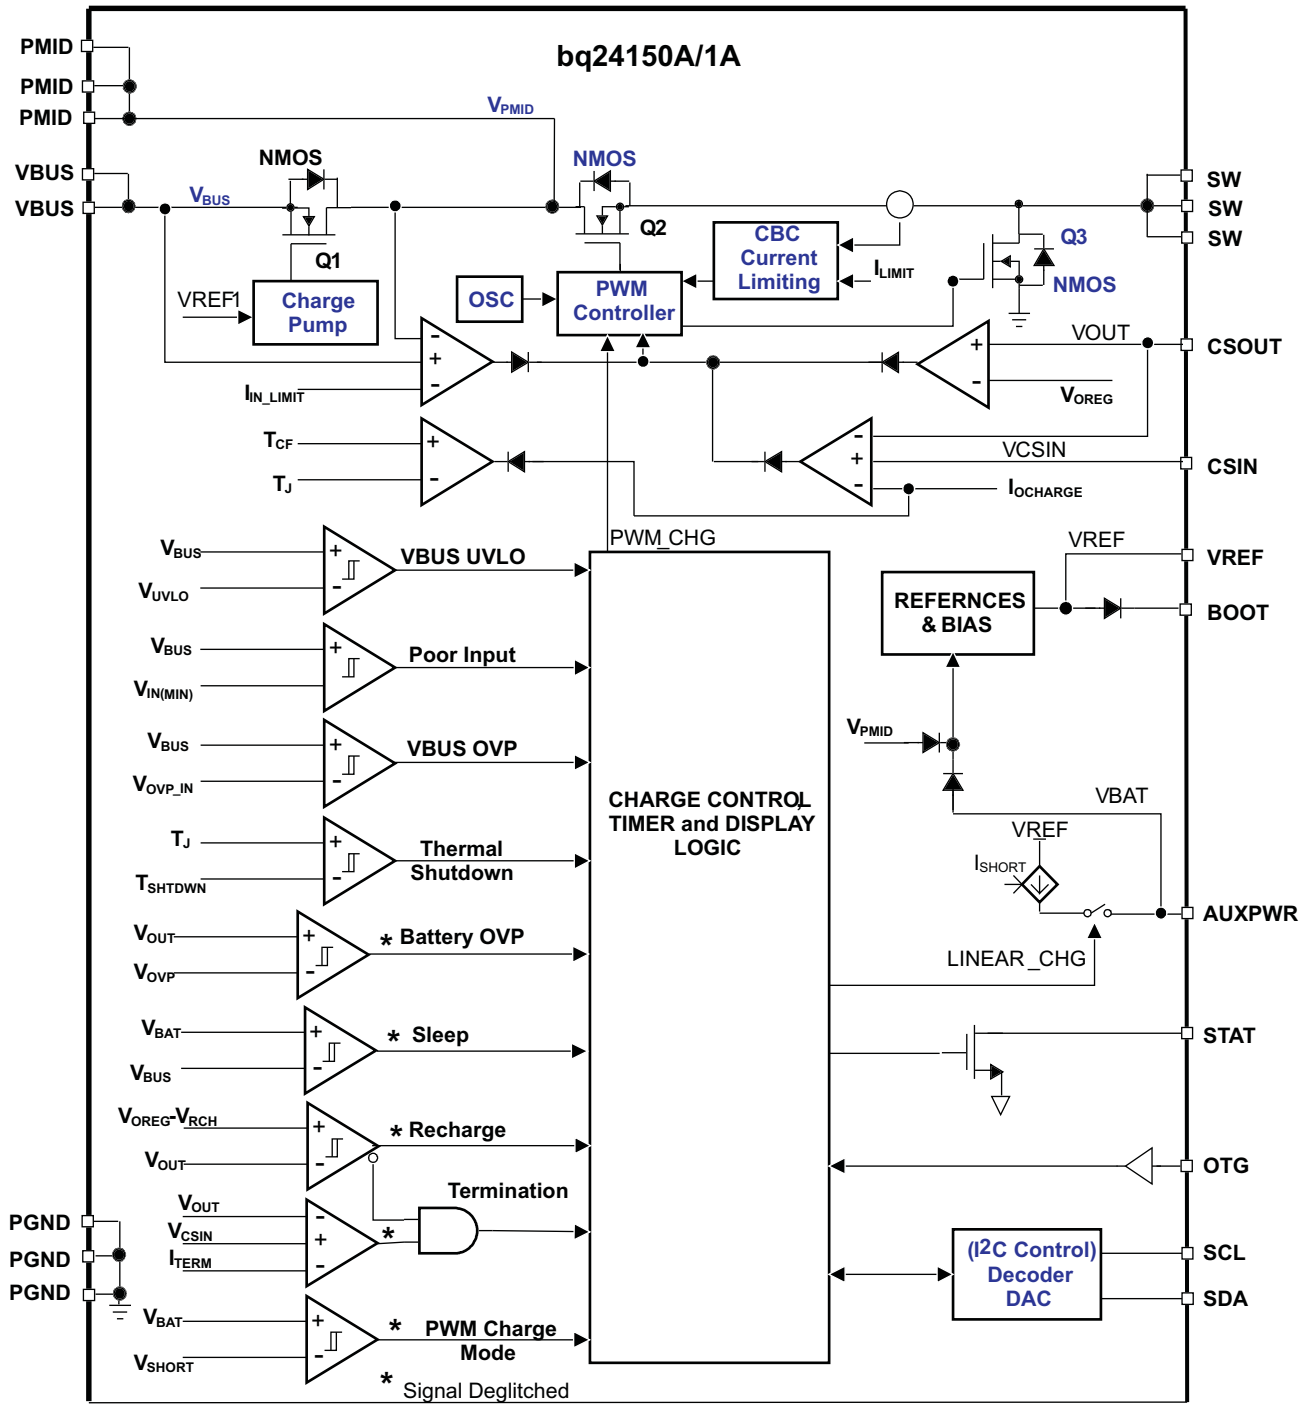 bq24150A/1A
PMID
PMID
PMID
VBUS
VBUS
VPMID
VBUS
NMOS
Q1
NMOS
Q2
VREF1
Charge
Pump
OSC
PWM
Controller
CBC
Current
Limiting
ILIMIT
Q3
NMOS
SW
SW
SW
-
+
-
IIN_LIMIT
+
-
VOUT
VOREG
CSOUT
TCF
TJ
+
-
-
+
-
VCSIN
IOCHARGE
CSIN
PWM_CHG
VBUS
VUVLO
+
-
VBUS UVLO
VBUS
VIN(MIN)
+
-
Poor Input
VBUS
VOVP_IN
+
-
VBUS OVP
TJ
TSHTDWN
+
-
Thermal
Shutdown
VOUT
VOVP
+
-
* Battery OVP
VBAT
VBUS
+
-
* Sleep
VOREG-VRCH
VOUT
+
-
* Recharge
Termination
VOUT
VCSIN
ITERM
-
+
-
*
VBAT
VSHORT
+
-
* PWM Charge
Mode
* Signal Deglitched
PGND
PGND
PGND
CHARGE CONTROL,
TIMER and DISPLAY
LOGIC
REFERNCES
& BIAS
VREF
VREF
BOOT
VPMID
VBAT
VREF
ISHORT
AUXPWR
LINEAR_CHG
STAT
OTG
(I2C Control)
Decoder
DAC
SCL
SDA